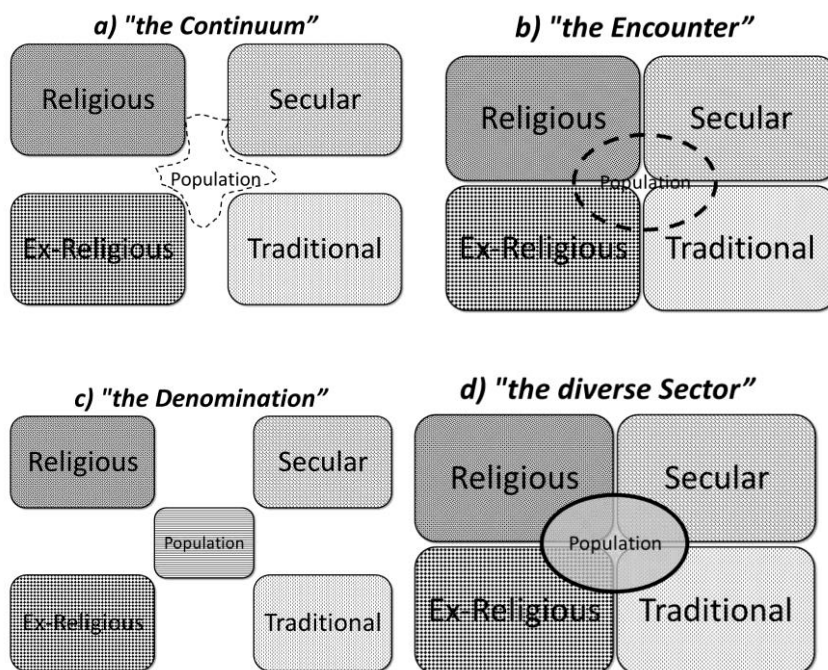 a) "the Continuum”
Religious
Secular
Population
Ex-Religious
Traditional
b) "the Encounter”
Religious
Secular
Population
Ex-Religious
Traditional
c) "the Denomination”
Religious
Secular
Population
Ex-Religious
Traditional
d) "the diverse Sector”
Religious
Secular
Population
Ex-Religious
Traditional